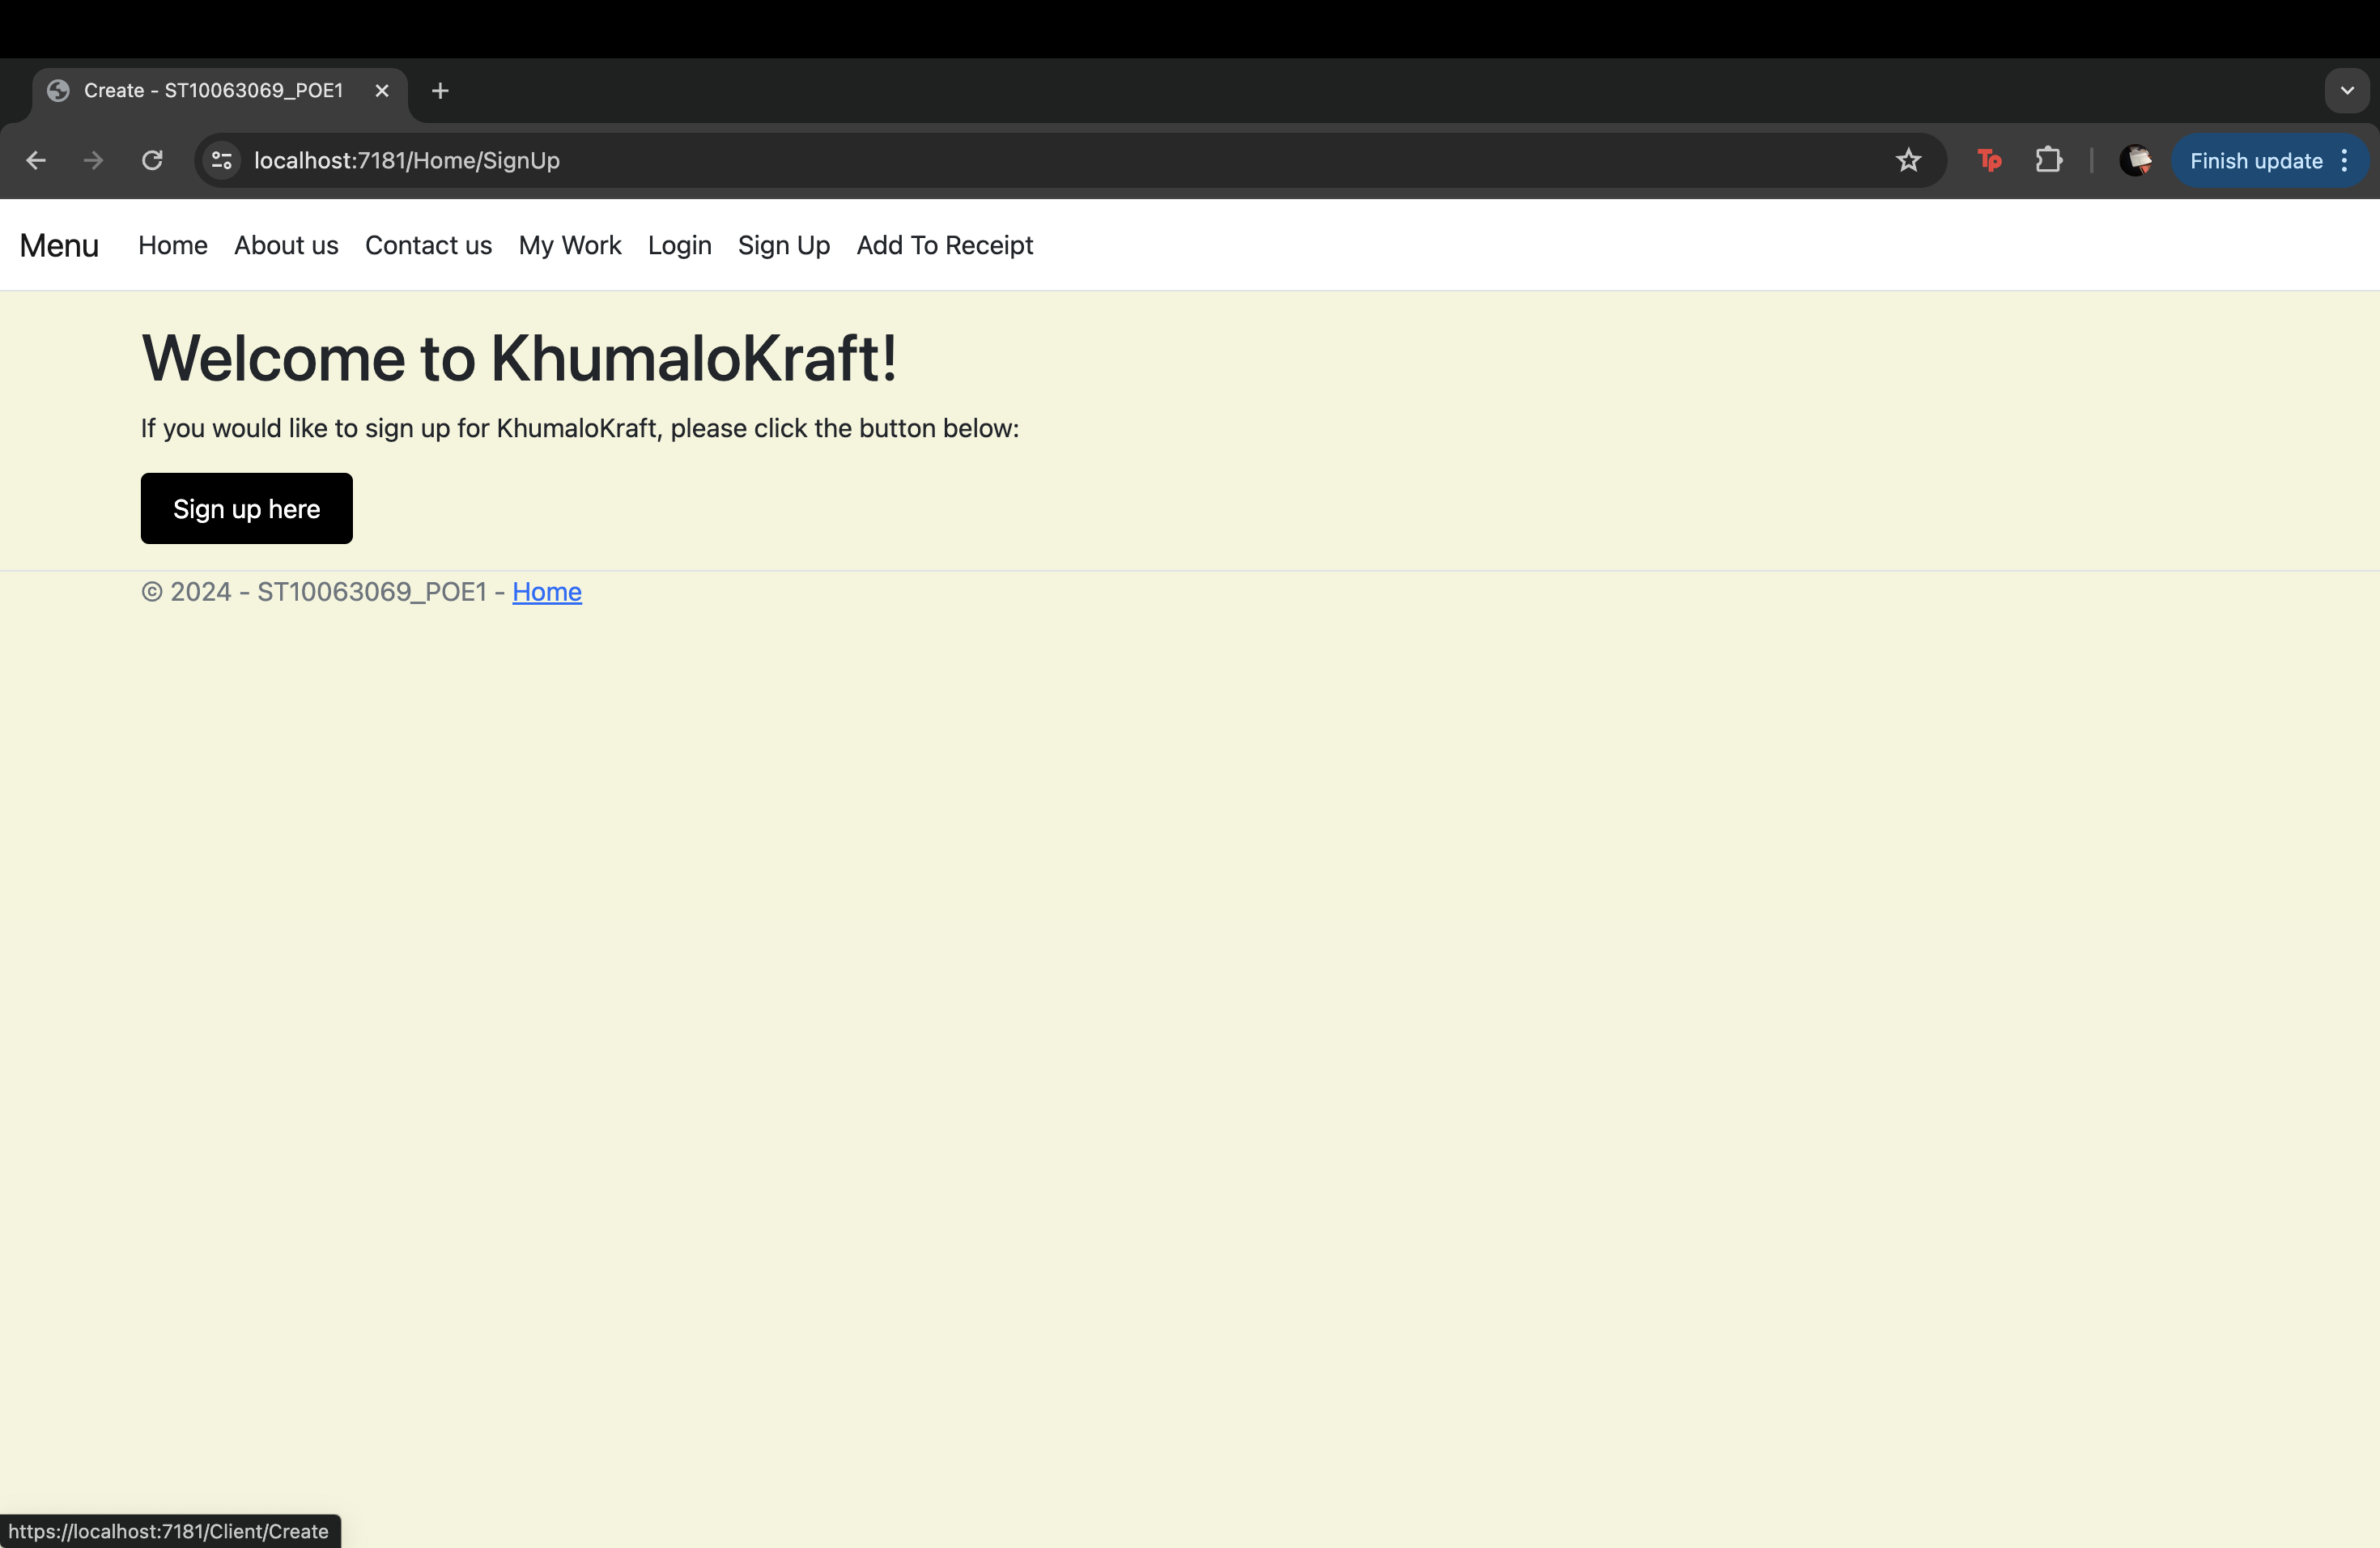 Create - ST10063069_POE1
localhost:7181/Home/SignUp
Tp
Finish update
Menu Home About us Contact us My Work Login Sign Up Add To Receipt
Welcome to KhumaloKraft!
If you would like to sign up for KhumaloKraft, please click the button below:
Sign up here
© 2024 - ST10063069_POE1 - Home
https://localhost:7181/Client/Create